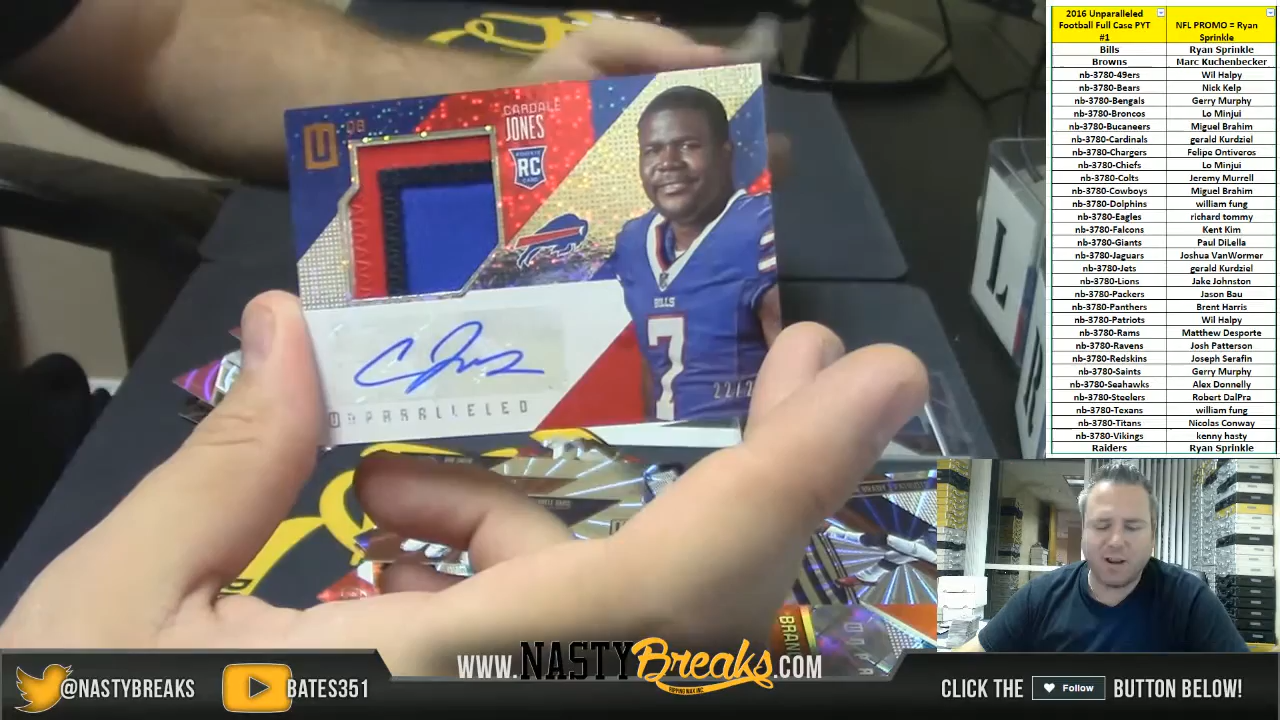 QB
CARDALE
JONES
RC
BILLS
7
UNPARALLELED
L
2016 Unparalleled Football Full Case PYT #1
NFL PROMO = Ryan Sprinkle
Bills Ryan Sprinkle
Browns Marc Kuchenbecker
nb-3780-49ers Wil Halpy
nb-3780-Bears Nick Kelp
nb-3780-Bengals Gerry Murphy
nb-3780-Broncos Lo Minjui
nb-3780-Bucaneers Miguel Brahim
nb-3780-Cardinals gerald Kurdziel
nb-3780-Chargers Felipe Ontiveros
nb-3780-Chiefs Lo Minjui
nb-3780-Colts Jeremy Murrell
nb-3780-Cowboys Miguel Brahim
nb-3780-Dolphins william fung
nb-3780-Eagles richard tommy
nb-3780-Falcons Kent Kim
nb-3780-Giants Paul DiLella
nb-3780-Jaguars Joshua VanWormer
nb-3780-Jets gerald Kurdziel
nb-3780-Lions Jake Johnston
nb-3780-Packers Jason Bau
nb-3780-Panthers Brent Harris
nb-3780-Patriots Wil Halpy
nb-3780-Rams Matthew Desporte
nb-3780-Ravens Josh Patterson
nb-3780-Redskins Joseph Serafin
nb-3780-Saints Gerry Murphy
nb-3780-Seahawks Alex Donnelly
nb-3780-Steelers Robert DalPra
nb-3780-Texans william fung
nb-3780-Titans Nicolas Conway
nb-3780-Vikings kenny hasty
Raiders Ryan Sprinkle
@NASTYBREAKS
BATES351
WWW.NASTYBreaks.COM
RIPPING WAX INC.
CLICK THE Follow BUTTON BELOW!